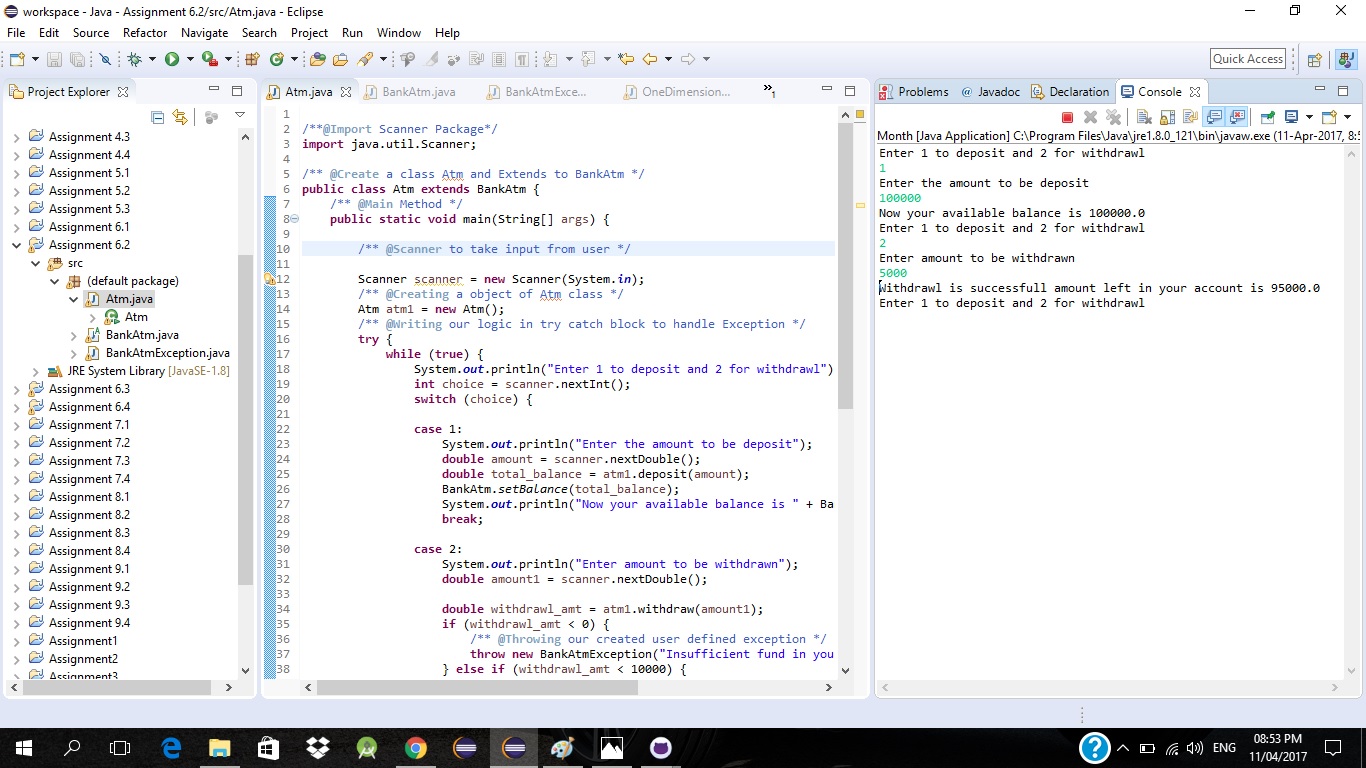 workspace - Java - Assignment 6.2/src/Atm.java - Eclipse
File Edit Source Refactor Navigate Search Project Run Window Help
Quick Access
Project Explorer
Assignment 4.3
Assignment 4.4
Assignment 5.1
Assignment 5.2
Assignment 5.3
Assignment 6.1
Assignment 6.2
src
(default package)
Atm.java
Atm
BankAtm.java
BankAtmException.java
JRE System Library [JavaSE-1.8]
Assignment 6.3
Assignment 6.4
Assignment 7.1
Assignment 7.2
Assignment 7.3
Assignment 7.4
Assignment 8.1
Assignment 8.2
Assignment 8.3
Assignment 8.4
Assignment 9.1
Assignment 9.2
Assignment 9.3
Assignment 9.4
Assignment1
Assignment2
Assignment3
Atm.java BankAtm.java BankAtmExce... OneDimension... »1
1
2 /**@Import Scanner Package*/
3 import java.util.Scanner;
4
5 /** @Create a class Atm and Extends to BankAtm */
6 public class Atm extends BankAtm {
7 /** @Main Method */
8 public static void main(String[] args) {
9
10 /** @Scanner to take input from user */
11
12 Scanner scanner = new Scanner(System.in);
13 /** @Creating a object of Atm class */
14 Atm atm1 = new Atm();
15 /** @Writing our logic in try catch block to handle Exception */
16 try {
17 while (true) {
18 System.out.println("Enter 1 to deposit and 2 for withdrawl")
19 int choice = scanner.nextInt();
20 switch (choice) {
21
22 case 1:
23 System.out.println("Enter the amount to be deposit");
24 double amount = scanner.nextDouble();
25 double total_balance = atm1.deposit(amount);
26 BankAtm.setBalance(total_balance);
27 System.out.println("Now your available balance is " + Ba
28 break;
29
30 case 2:
31 System.out.println("Enter amount to be withdrawn");
32 double amount1 = scanner.nextDouble();
33
34 double withdrawl_amt = atm1.withdraw(amount1);
35 if (withdrawl_amt < 0) {
36 /** @Throwing our created user defined exception */
37 throw new BankAtmException("Insufficient fund in you
38 } else if (withdrawl_amt < 10000) {
Problems @ Javadoc Declaration Console
Month [Java Application] C:\Program Files\Java\jre1.8.0_121\bin\javaw.exe (11-Apr-2017, 8:5
Enter 1 to deposit and 2 for withdrawl
1
Enter the amount to be deposit
100000
Now your available balance is 100000.0
Enter 1 to deposit and 2 for withdrawl
2
Enter amount to be withdrawn
5000
Withdrawl is successfull amount left in your account is 95000.0
Enter 1 to deposit and 2 for withdrawl
ENG
08:53 PM
11/04/2017